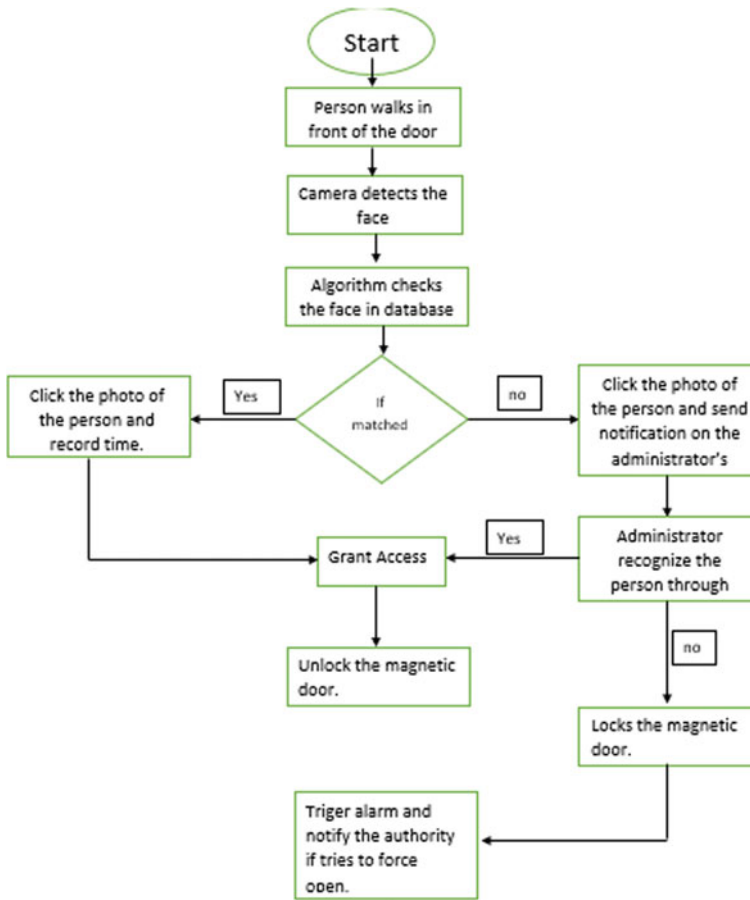 Start
Person walks in
front of the door
Camera detects the
face
Algorithm checks
the face in database
If
matched
Yes
no
Click the photo of
the person and
record time.
Click the photo of
the person and send
notification on the
administrator's
Administrator
recognize the
person through
Yes
Grant Access
no
Unlock the magnetic
door.
Locks the magnetic
door.
Triger alarm and
notify the authority
if tries to force
open.